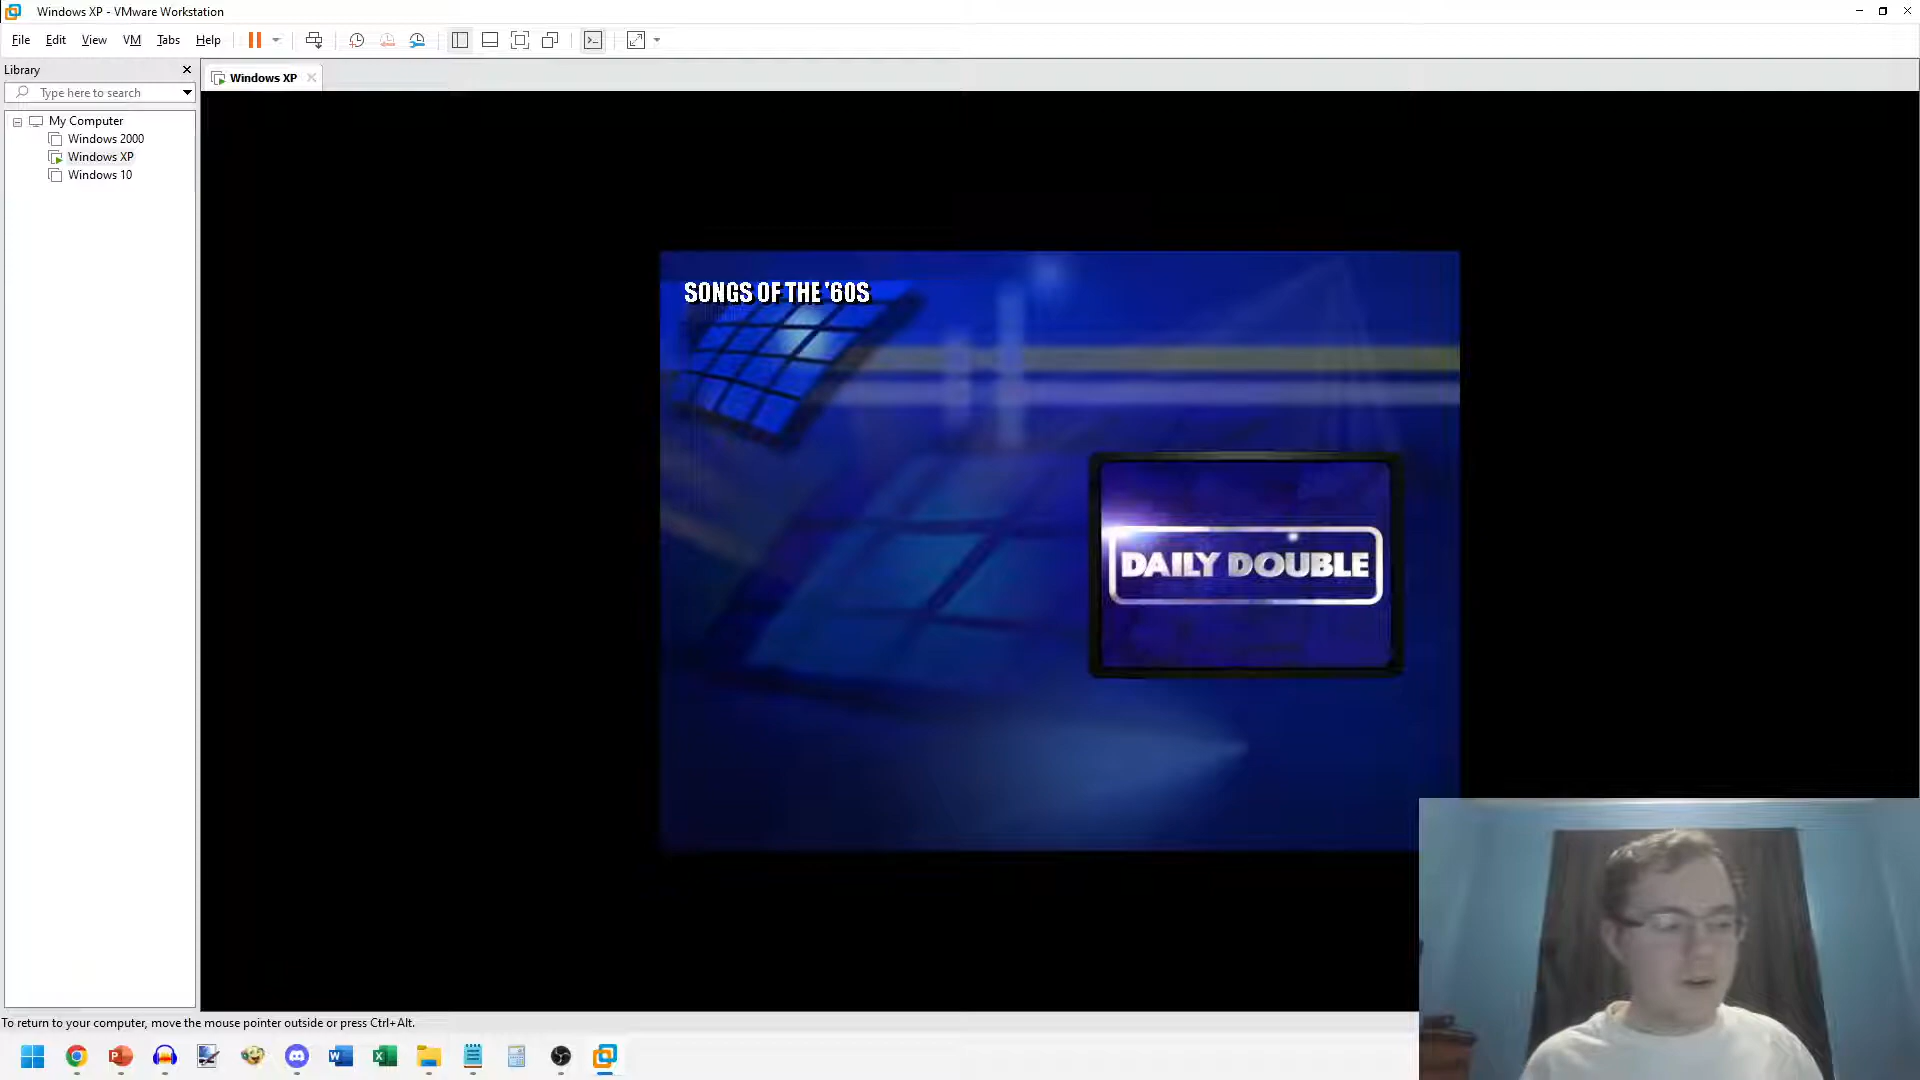 Windows XP - VMware Workstation
File Edit View VM Tabs Help
Library
Windows XP
Type here to search
My Computer
Windows 2000
Windows XP
Windows 10
SONGS OF THE '60S
DAILY DOUBLE
To return to your computer, move the mouse pointer outside or press Ctrl+Alt.